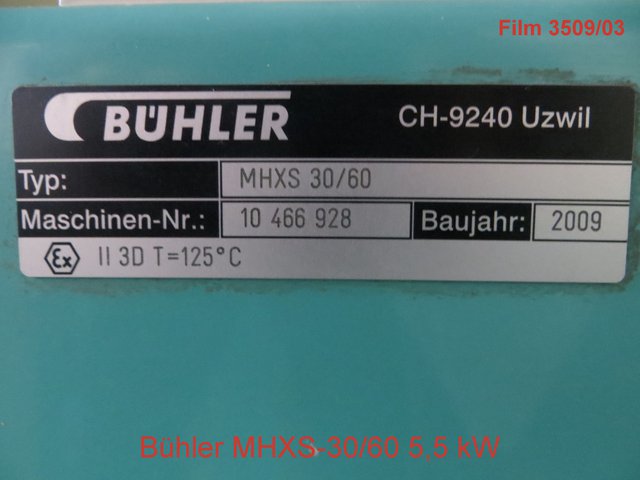 Film 3509/03
BÜHLER
CH-9240 Uzwil
Typ: MHXS 30/60
Maschinen-Nr.: 10 466 928 Baujahr: 2009
Ex II 3D T=125°C
Bühler MHXS-30/60 5,5 kW